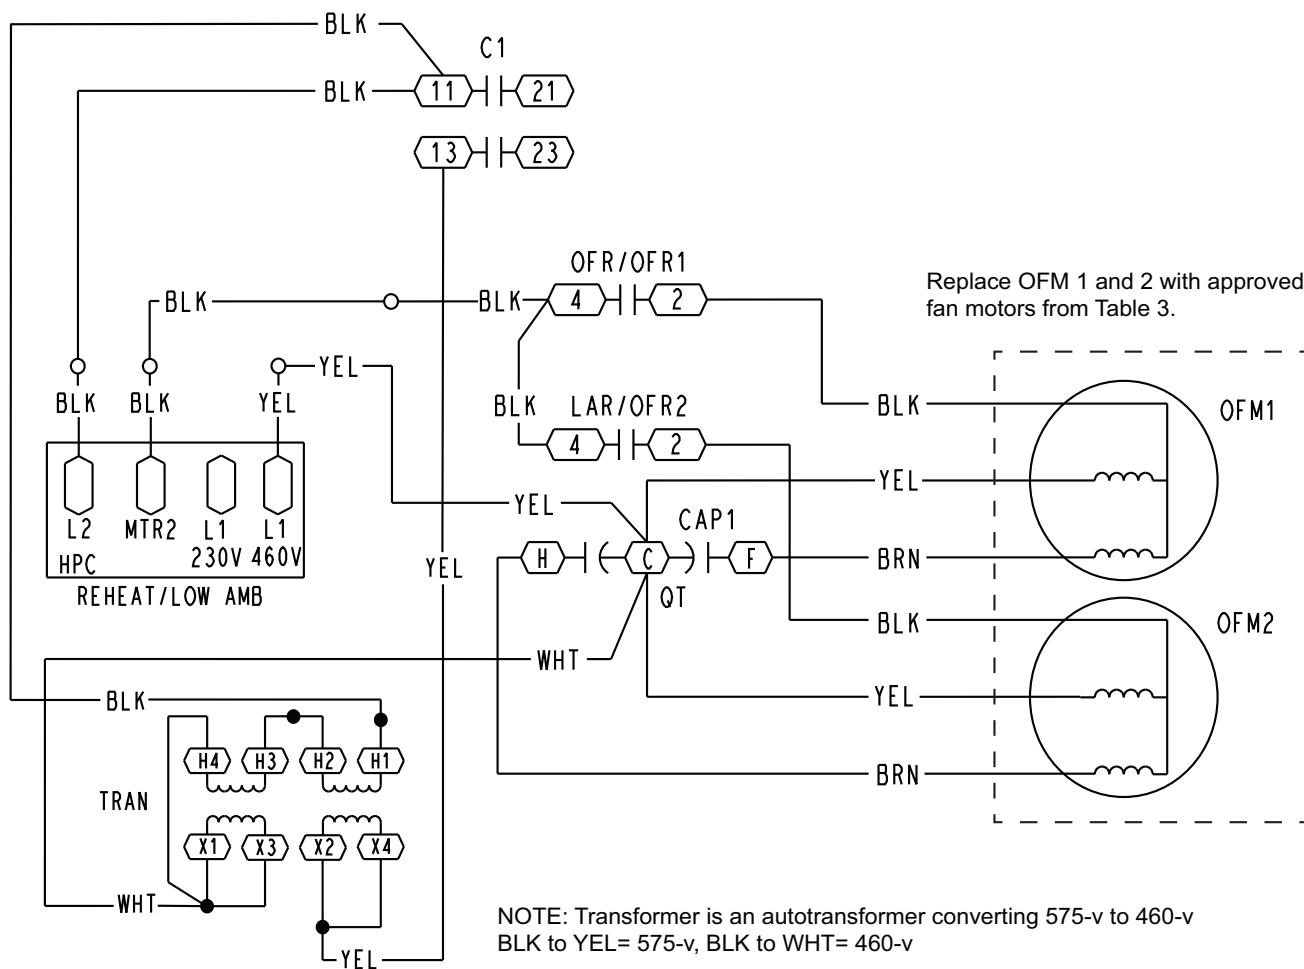 BLK
C1
BLK
11
21
13
23
OFR/OFR1
BLK
BLK
4
2
Replace OFM 1 and 2 with approved
fan motors from Table 3.
YEL
BLK
BLK
YEL
BLK
LAR/OFR2
BLK
OFM1
4
2
YEL
YEL
CAP1
L2
MTR2
L1
L1
HPC
230V
460V
H
C
F
BRN
YEL
REHEAT/LOW AMB
QT
BLK
OFM2
WHT
BLK
YEL
H4
H3
H2
H1
BRN
TRAN
X1
X3
X2
X4
WHT
NOTE: Transformer is an autotransformer converting 575-v to 460-v
BLK to YEL= 575-v, BLK to WHT= 460-v
YEL